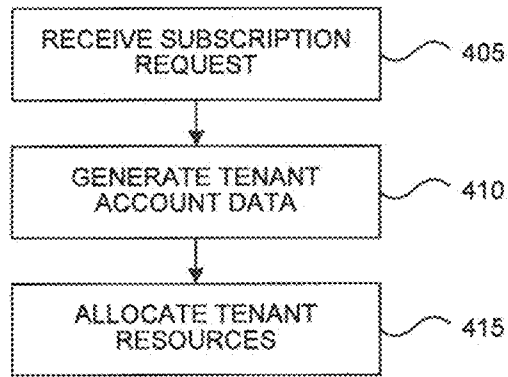 RECEIVE SUBSCRIPTION
REQUEST
405
GENERATE TENANT
ACCOUNT DATA
410
ALLOCATE TENANT
RESOURCES
415